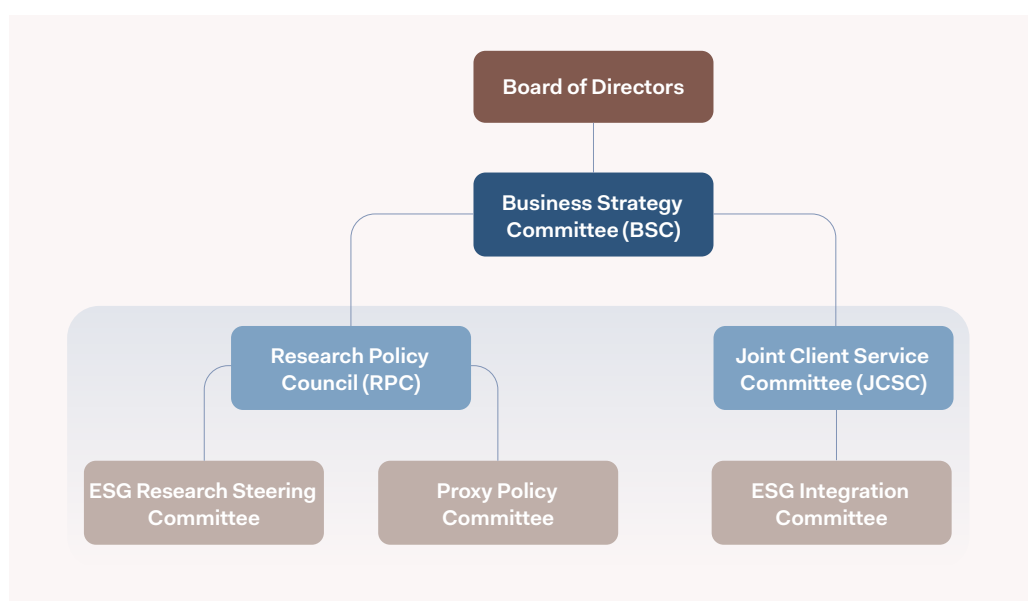 Board of Directors
Business Strategy
Committee (BSC)
Research Policy
Council (RPC)
Joint Client Service
Committee (JCSC)
ESG Research Steering
Committee
Proxy Policy
Committee
ESG Integration
Committee